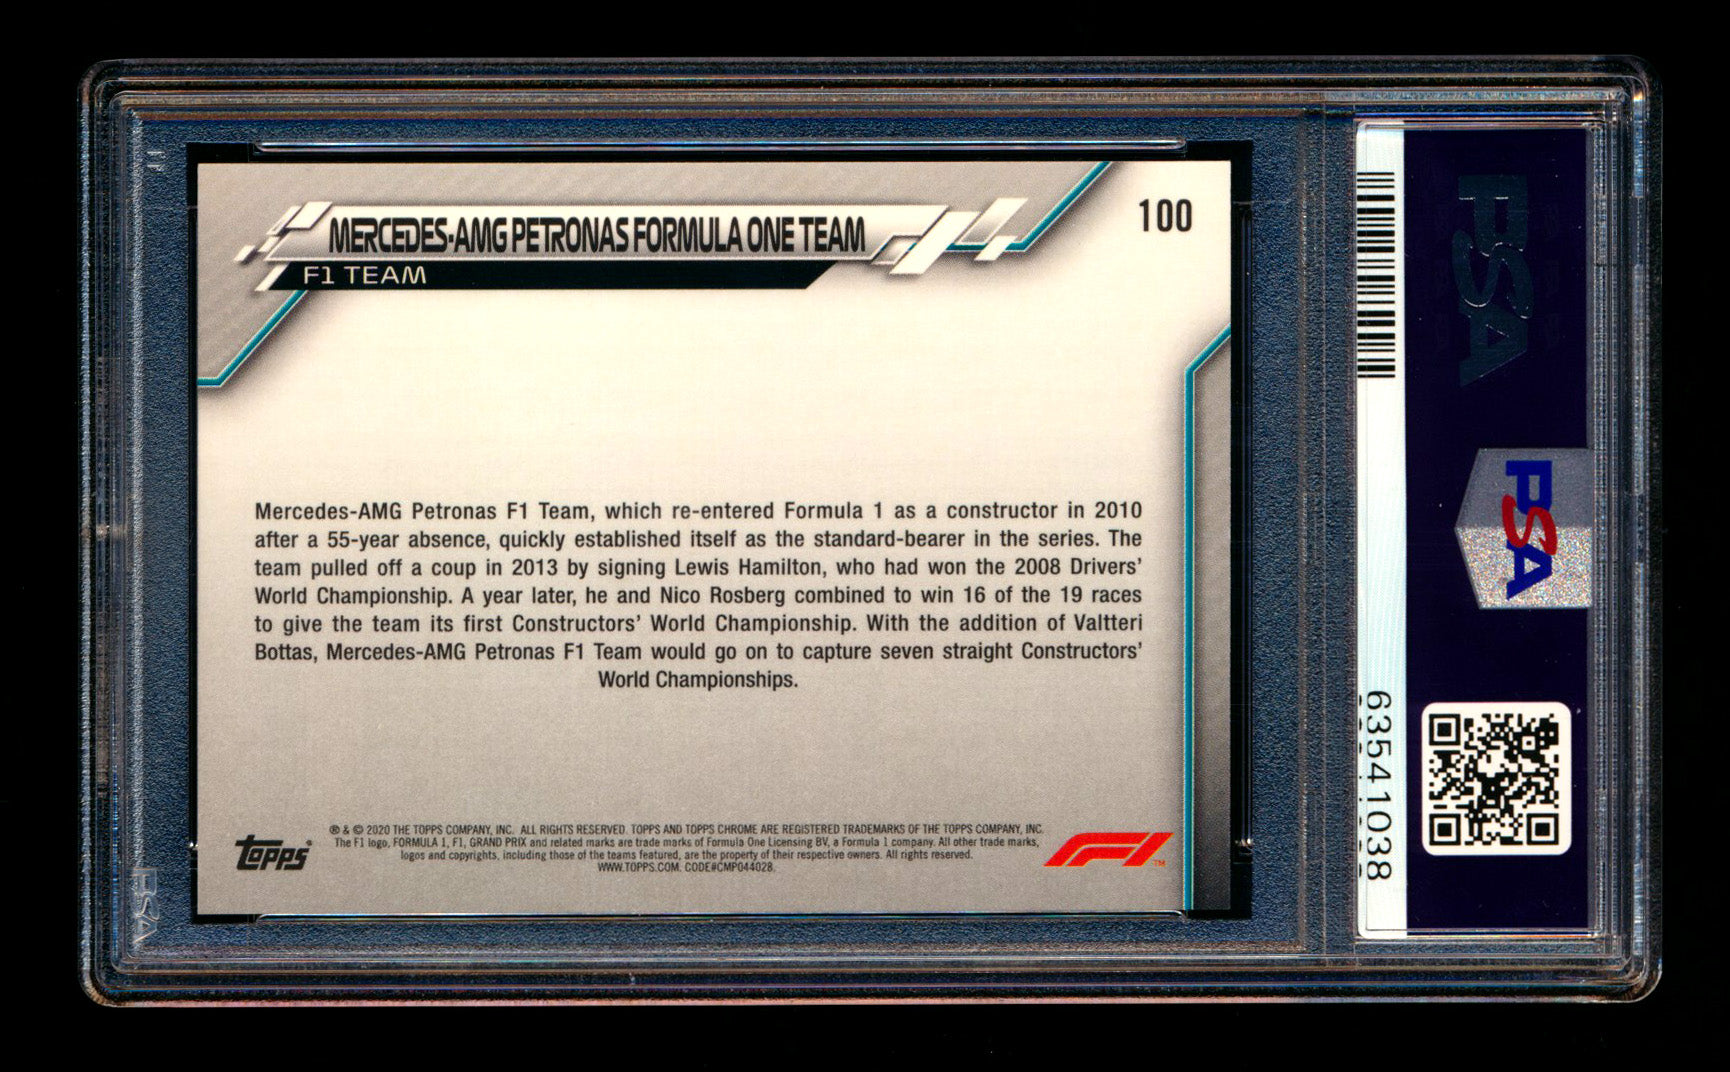 MERCEDES-AMG PETRONAS FORMULA ONE TEAM
100
F1 TEAM
Mercedes-AMG Petronas F1 Team, which re-entered Formula 1 as a constructor in 2010
after a 55-year absence, quickly established itself as the standard-bearer in the series. The
team pulled off a coup in 2013 by signing Lewis Hamilton, who had won the 2008 Drivers'
World Championship. A year later, he and Nico Rosberg combined to win 16 of the 19 races
to give the team its first Constructors' World Championship. With the addition of Valtteri
Bottas, Mercedes-AMG Petronas F1 Team would go on to capture seven straight Constructors'
World Championships.
topps
® & © 2020 THE TOPPS COMPANY, INC. ALL RIGHTS RESERVED. TOPPS AND TOPPS CHROME ARE REGISTERED TRADEMARKS OF THE TOPPS COMPANY, INC.
The F1 logo, FORMULA 1, F1, GRAND PRIX and related marks are trade marks of Formula One Licensing BV, a Formula 1 company. All other trade marks,
logos and copyrights, including those of the teams featured, are the property of their respective owners. All rights reserved.
WWW.TOPPS.COM. CODE#CMP044028.
F1 ™
PSA
PSA
PSA
63541038